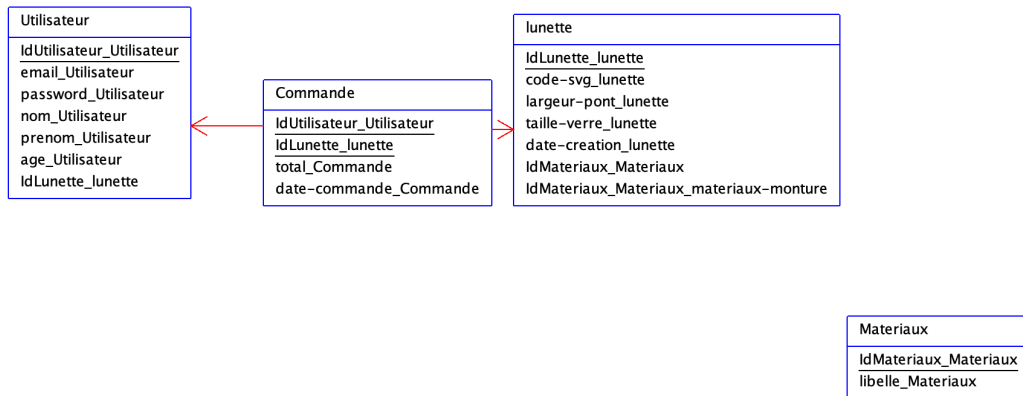 Utilisateur
IdUtilisateur_Utilisateur
email_Utilisateur
password_Utilisateur
nom_Utilisateur
prenom_Utilisateur
age_Utilisateur
IdLunette_lunette
Commande
IdUtilisateur_Utilisateur
IdLunette_lunette
total_Commande
date-commande_Commande
lunette
IdLunette_lunette
code-svg_lunette
largeur-pont_lunette
taille-verre_lunette
date-creation_lunette
IdMateriaux_Materiaux
IdMateriaux_Materiaux_materiaux-monture
Materiaux
IdMateriaux_Materiaux
libelle_Materiaux